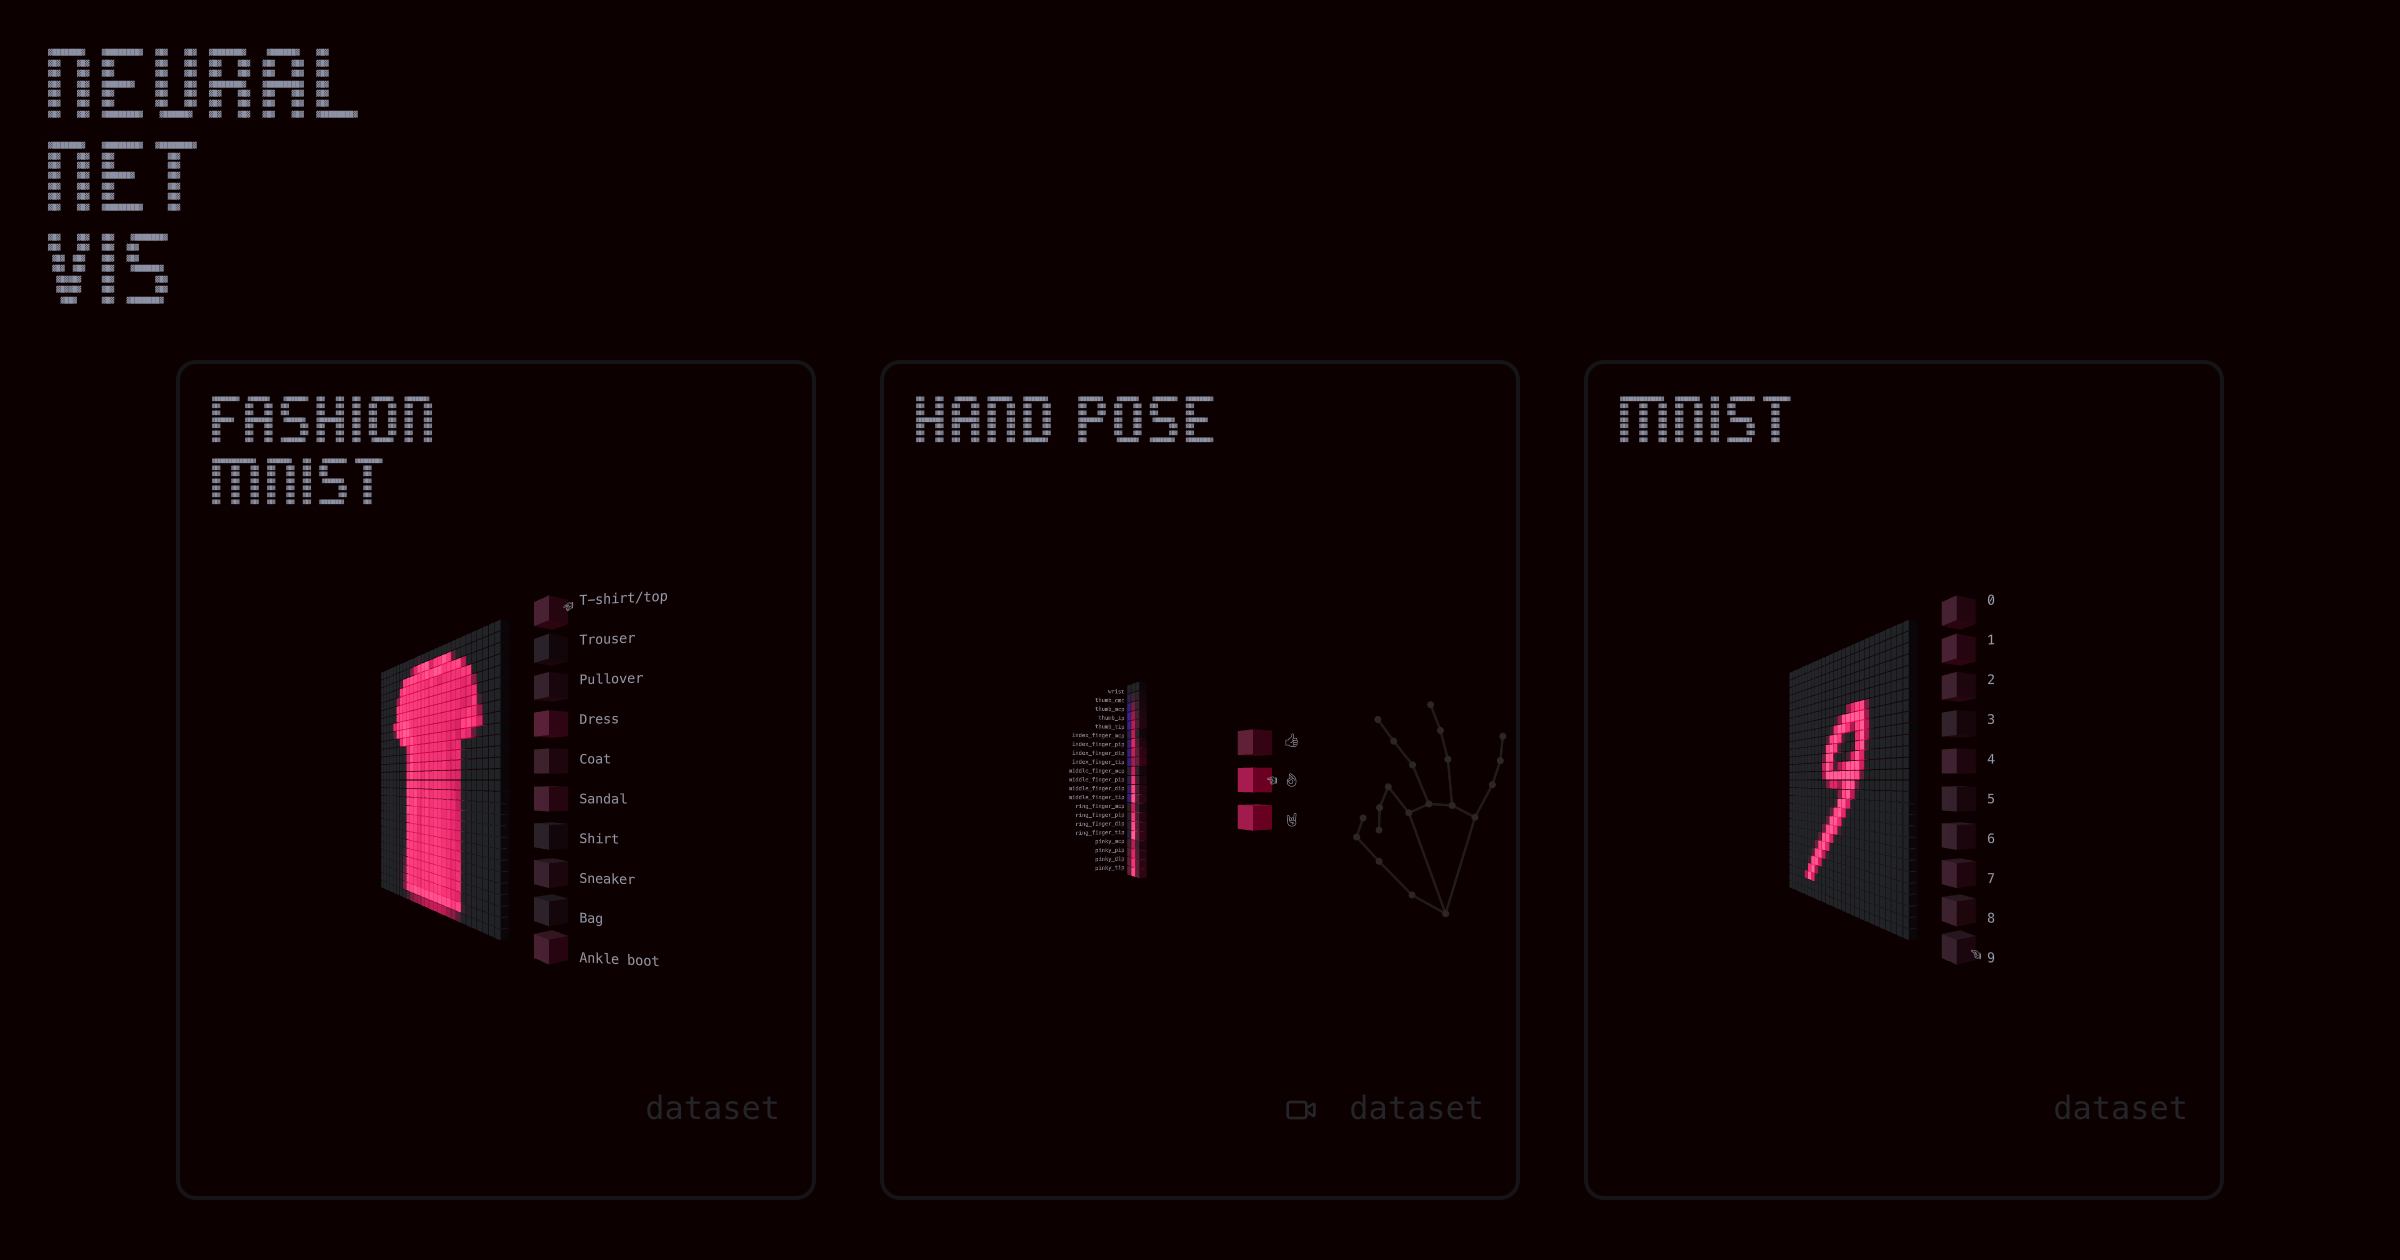 NEURAL
NET
VIS
FASHION
MNIST
T-shirt/top
Trouser
Pullover
Dress
Coat
Sandal
Shirt
Sneaker
Bag
Ankle boot
dataset
HAND POSE
wrist
thumb_cmc
thumb_mcp
thumb_ip
thumb_tip
index_finger_mcp
index_finger_pip
index_finger_dip
index_finger_tip
middle_finger_mcp
middle_finger_pip
middle_finger_dip
middle_finger_tip
ring_finger_mcp
ring_finger_pip
ring_finger_dip
ring_finger_tip
pinky_mcp
pinky_pip
pinky_dip
pinky_tip
dataset
MNIST
0
1
2
3
4
5
6
7
8
9
dataset